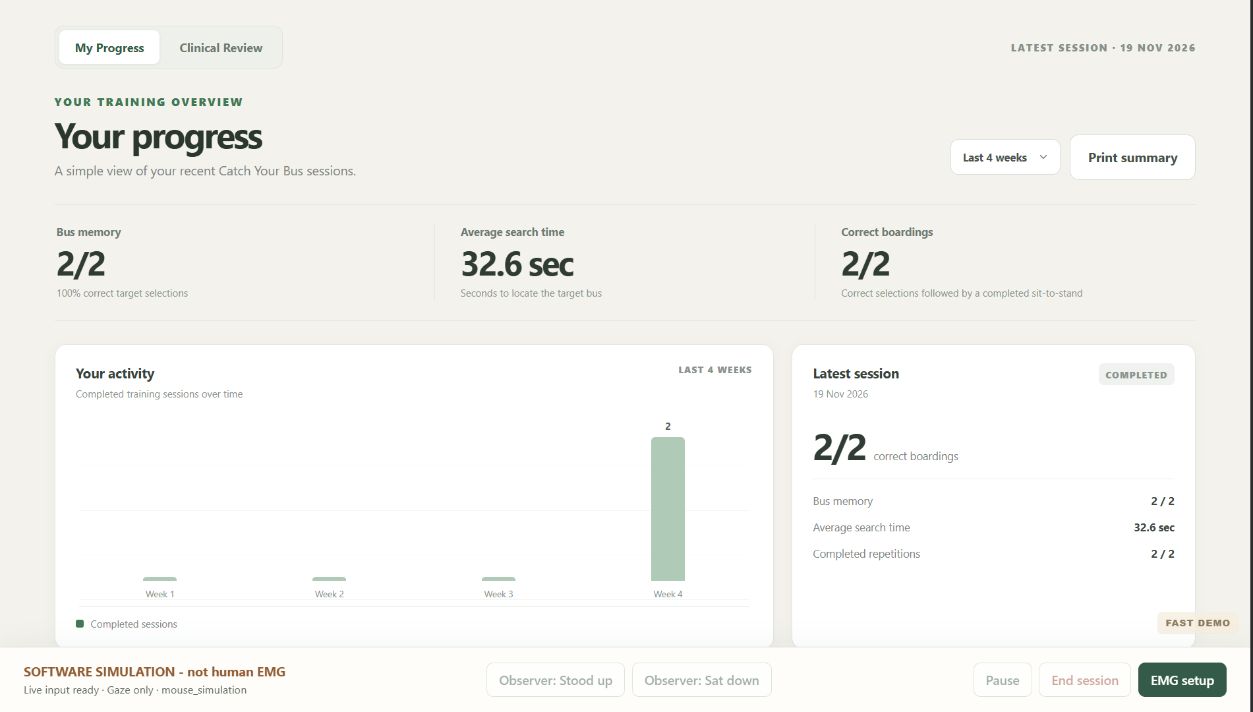 My Progress
Clinical Review
LATEST SESSION · 19 NOV 2026
YOUR TRAINING OVERVIEW
Your progress
A simple view of your recent Catch Your Bus sessions.
Last 4 weeks
Print summary
Bus memory
2/2
100% correct target selections
Average search time
32.6 sec
Seconds to locate the target bus
Correct boardings
2/2
Correct selections followed by a completed sit-to-stand
Your activity
LAST 4 WEEKS
Completed training sessions over time
2
Week 1
Week 2
Week 3
Week 4
Completed sessions
Latest session
COMPLETED
19 Nov 2026
2/2 correct boardings
Bus memory 2 / 2
Average search time 32.6 sec
Completed repetitions 2 / 2
FAST DEMO
SOFTWARE SIMULATION - not human EMG
Live input ready · Gaze only · mouse_simulation
Observer: Stood up
Observer: Sat down
Pause
End session
EMG setup